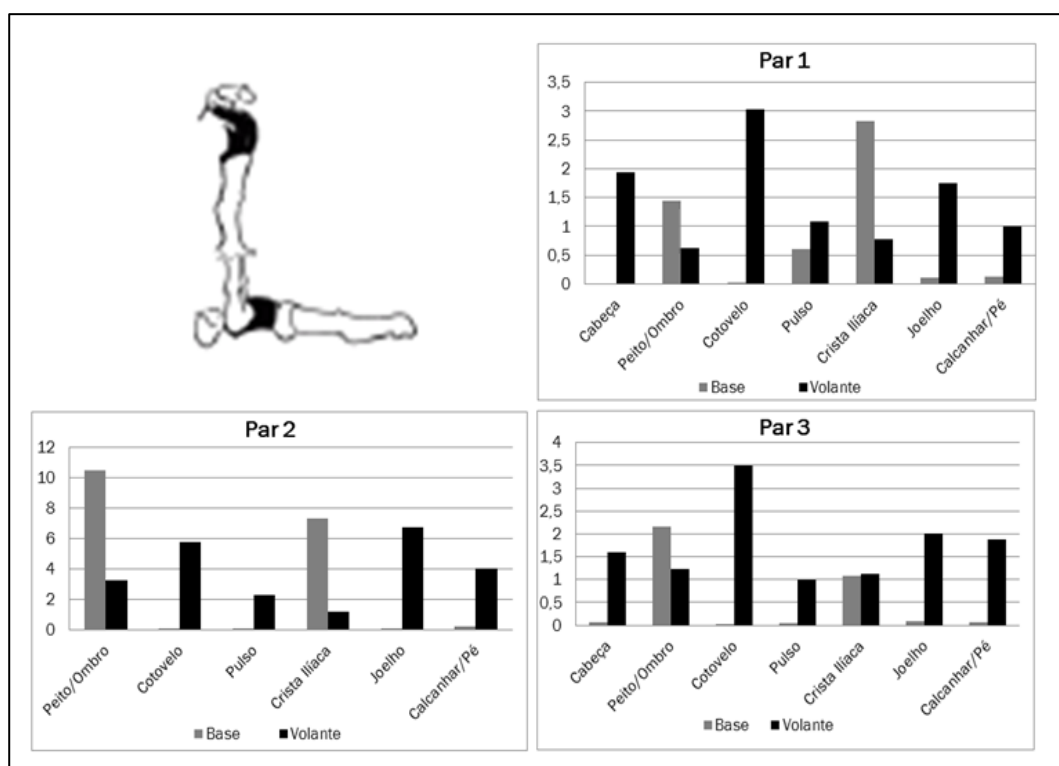 Par 1
3,5
3
2,5
2
1,5
1
0,5
0
Cabeça
Peito/Ombro
Cotovelo
Pulso
Crista Ilíaca
Joelho
Calcanhar/Pé
Base
Volante
Par 2
12
10
8
6
4
2
0
Peito/Ombro
Cotovelo
Pulso
Crista Ilíaca
Joelho
Calcanhar/Pé
Base
Volante
Par 3
4
3,5
3
2,5
2
1,5
1
0,5
0
Cabeça
Peito/Ombro
Cotovelo
Pulso
Crista Ilíaca
Joelho
Calcanhar/Pé
Base
Volante